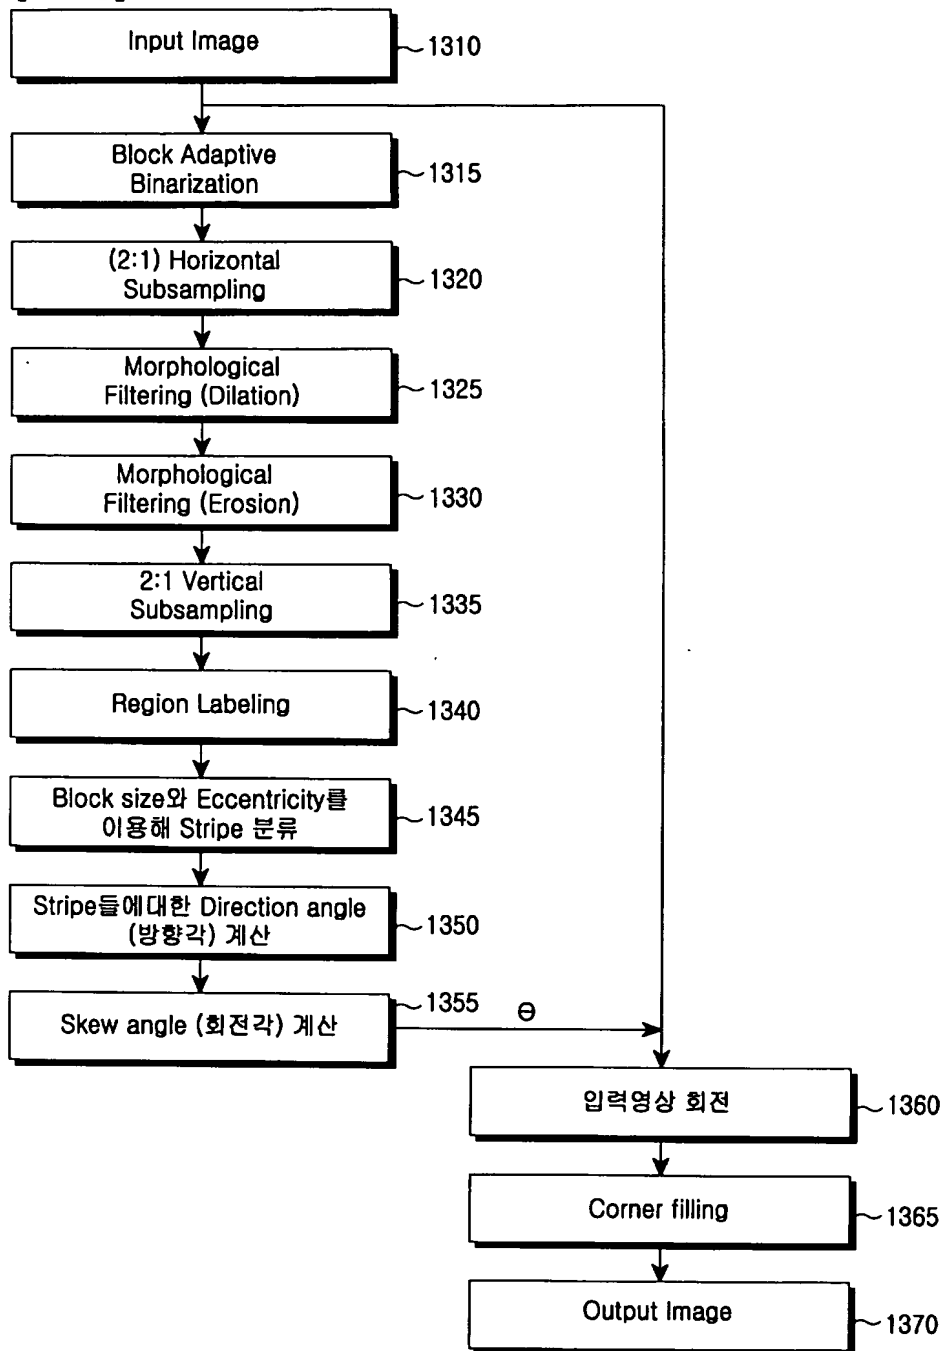 Input Image
1310
Block Adaptive
Binarization
1315
(2:1) Horizontal
Subsampling
1320
Morphological
Filtering (Dilation)
1325
Morphological
Filtering (Erosion)
1330
2:1 Vertical
Subsampling
1335
Region Labeling
1340
Block size와 Eccentricity를
이용해 Stripe 분류
1345
Stripe들에대한 Direction angle
(방향각) 계산
1350
Skew angle (회전각) 계산
1355
Θ
입력영상 회전
1360
Corner filling
1365
Output Image
1370